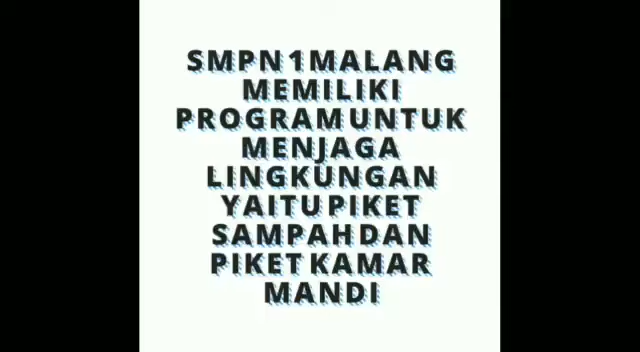 SMPN 1 MALANG
MEMILIKI
PROGRAM UNTUK
MENJAGA
LINGKUNGAN
YAITU PIKET
SAMPAH DAN
PIKET KAMAR
MANDI